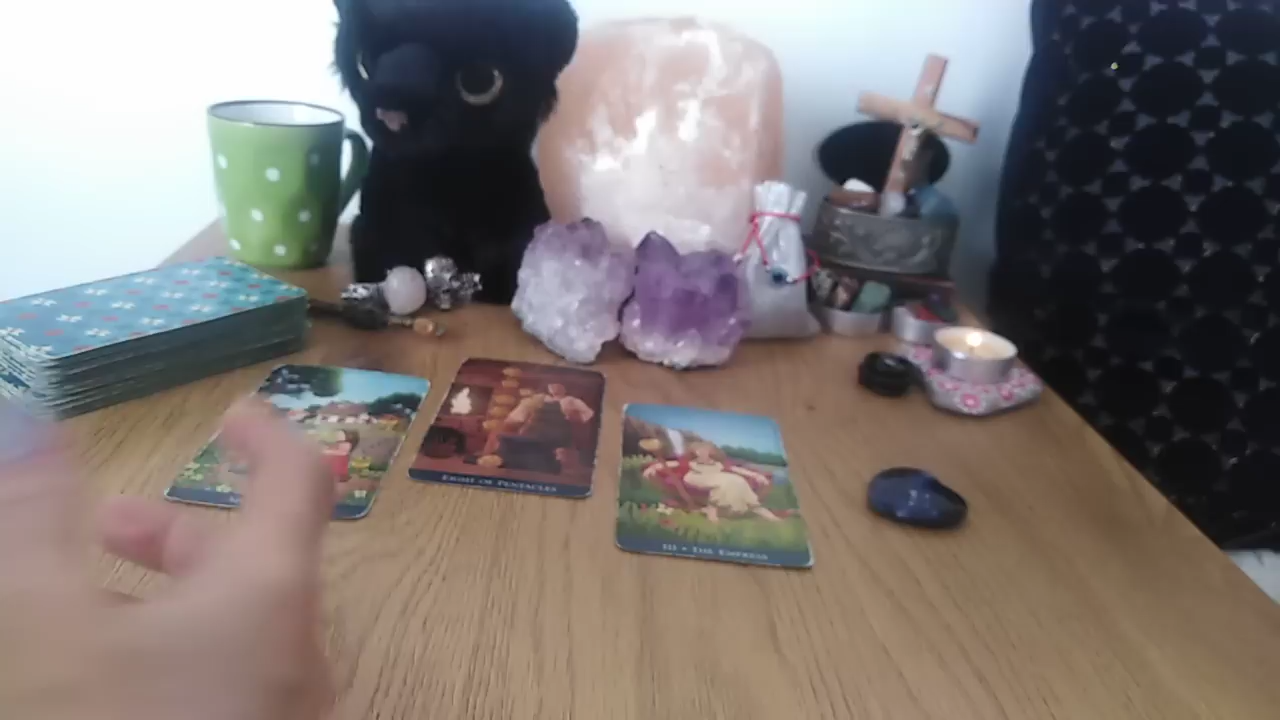 EIGHT OF PENTACLES
III • THE EMPRESS